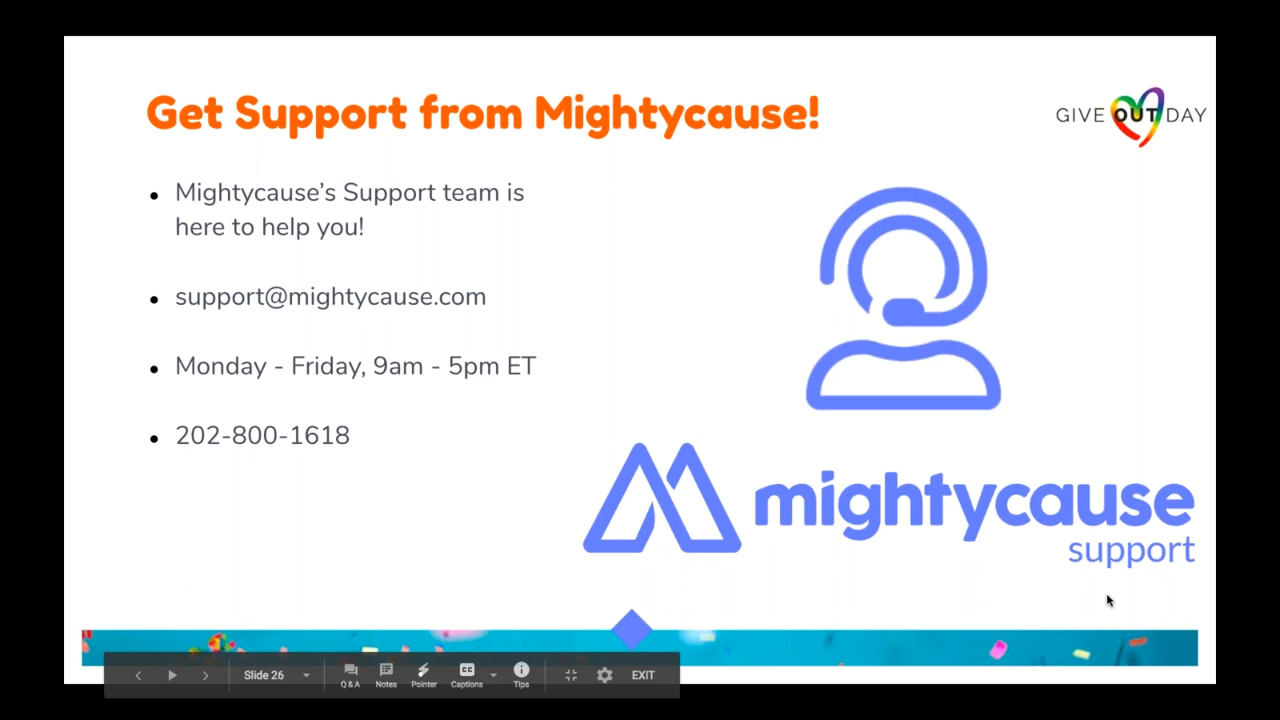 Get Support from Mightycause!
GIVE OUT DAY
Mightycause’s Support team is
here to help you!
support@mightycause.com
Monday - Friday, 9am - 5pm ET
202-800-1618
mightycause
support
Slide 26
Q & A
Notes
Pointer
CC
Captions
Tips
EXIT